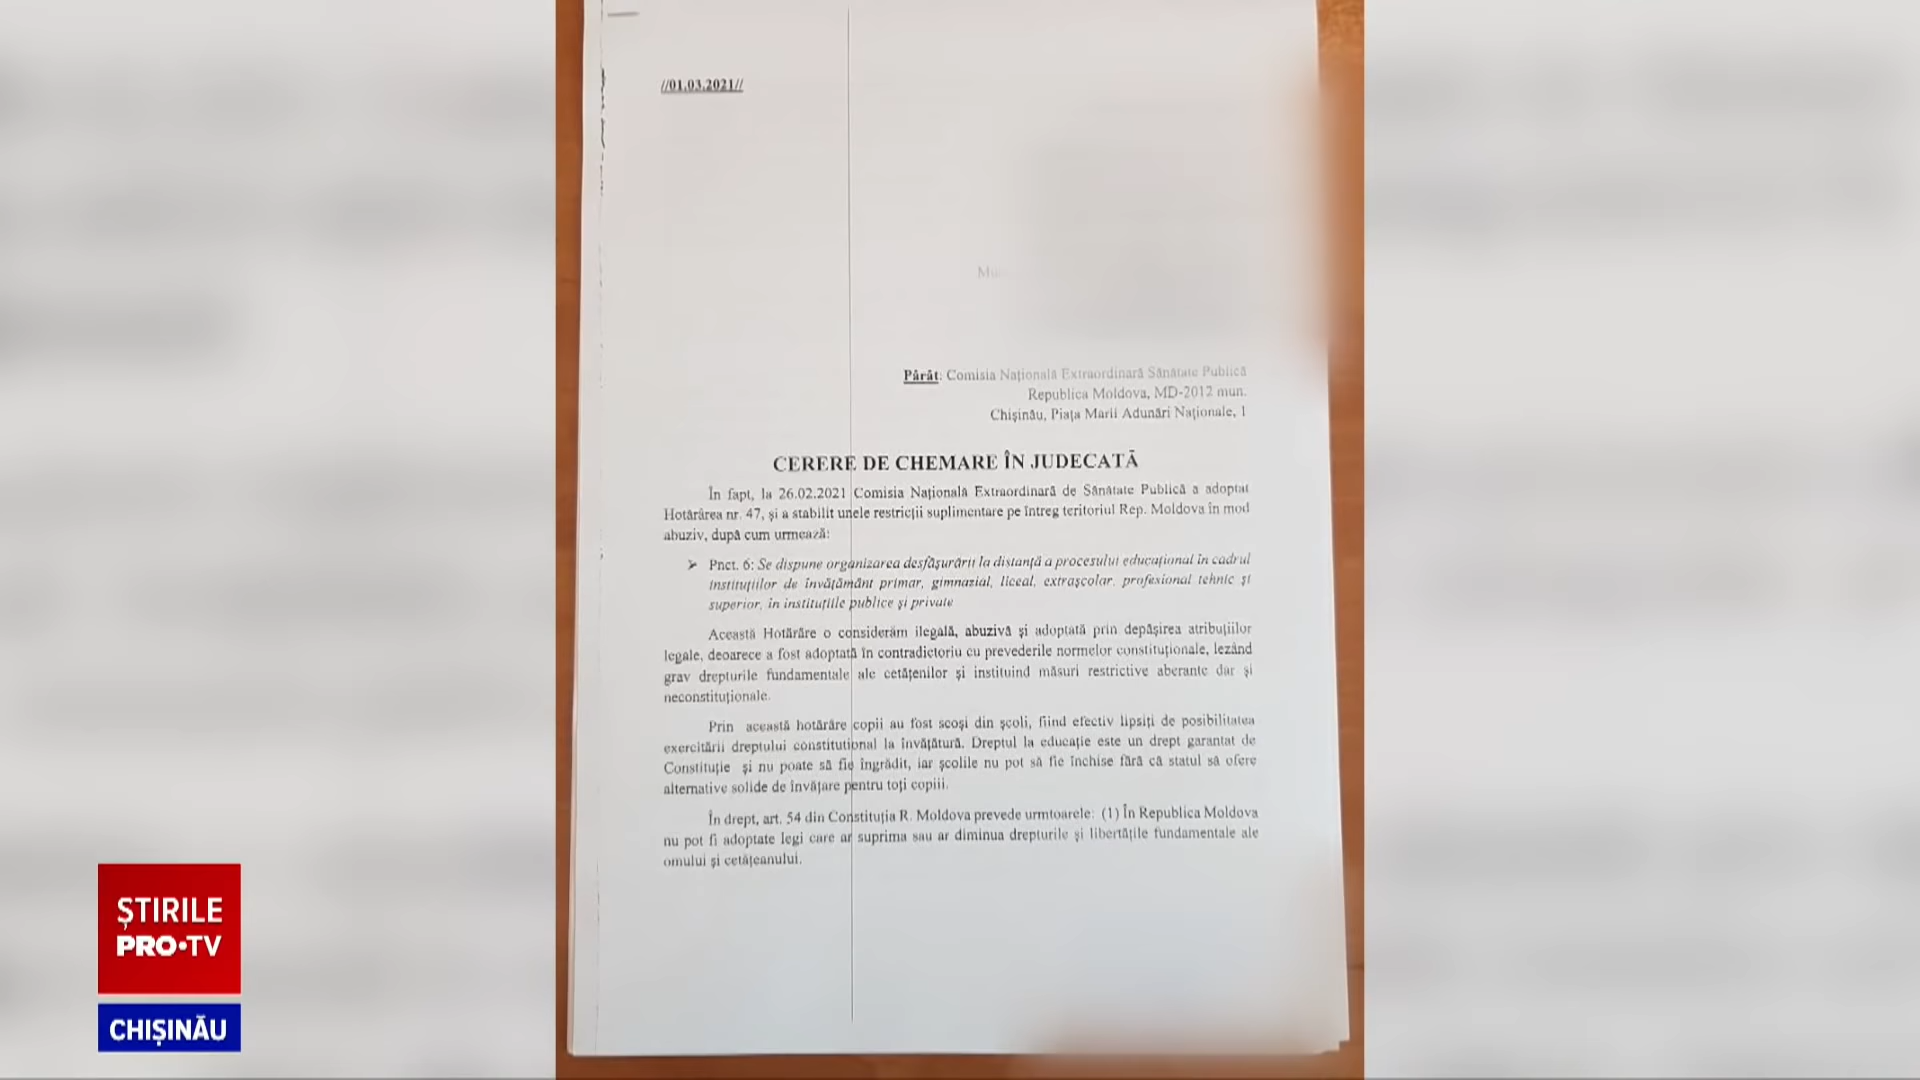 //01.03.2021//
Pârât: Comisia Națională Extraordinară Sănătate Publică
Republica Moldova, MD-2012 mun.
Chișinău, Piața Marii Adunări Naționale, 1
CERERE DE CHEMARE ÎN JUDECATĂ
În fapt, la 26.02.2021 Comisia Națională Extraordinară de Sănătate Publică a adoptat
Hotărârea nr. 47, și a stabilit unele restricții suplimentare pe întreg teritoriul Rep. Moldova în mod
abuziv, după cum urmează:
➢ Pnct. 6: Se dispune organizarea desfășurării la distanță a procesului educațional în cadrul
instituțiilor de învățământ primar, gimnazial, liceal, extrașcolar, profesional tehnic și
superior, în instituțiile publice și private
Această Hotărâre o considerăm ilegală, abuzivă și adoptată prin depășirea atribuțiilor
legale, deoarece a fost adoptată în contradictoriu cu prevederile normelor constituționale, lezând
grav drepturile fundamentale ale cetățenilor și instituind măsuri restrictive aberante dar și
neconstituționale.
Prin această hotărâre copii au fost scoși din școli, fiind efectiv lipsiți de posibilitatea
exercitării dreptului constitutional la învățătură. Dreptul la educație este un drept garantat de
Constituție și nu poate să fie îngrădit, iar școlile nu pot să fie închise fără că statul să ofere
alternative solide de învățare pentru toți copiii.
În drept, art. 54 din Constituția R. Moldova prevede urmtoarele: (1) În Republica Moldova
nu pot fi adoptate legi care ar suprima sau ar diminua drepturile și libertățile fundamentale ale
omului și cetățeanului.
ȘTIRILE
PRO•TV
CHIȘINĂU